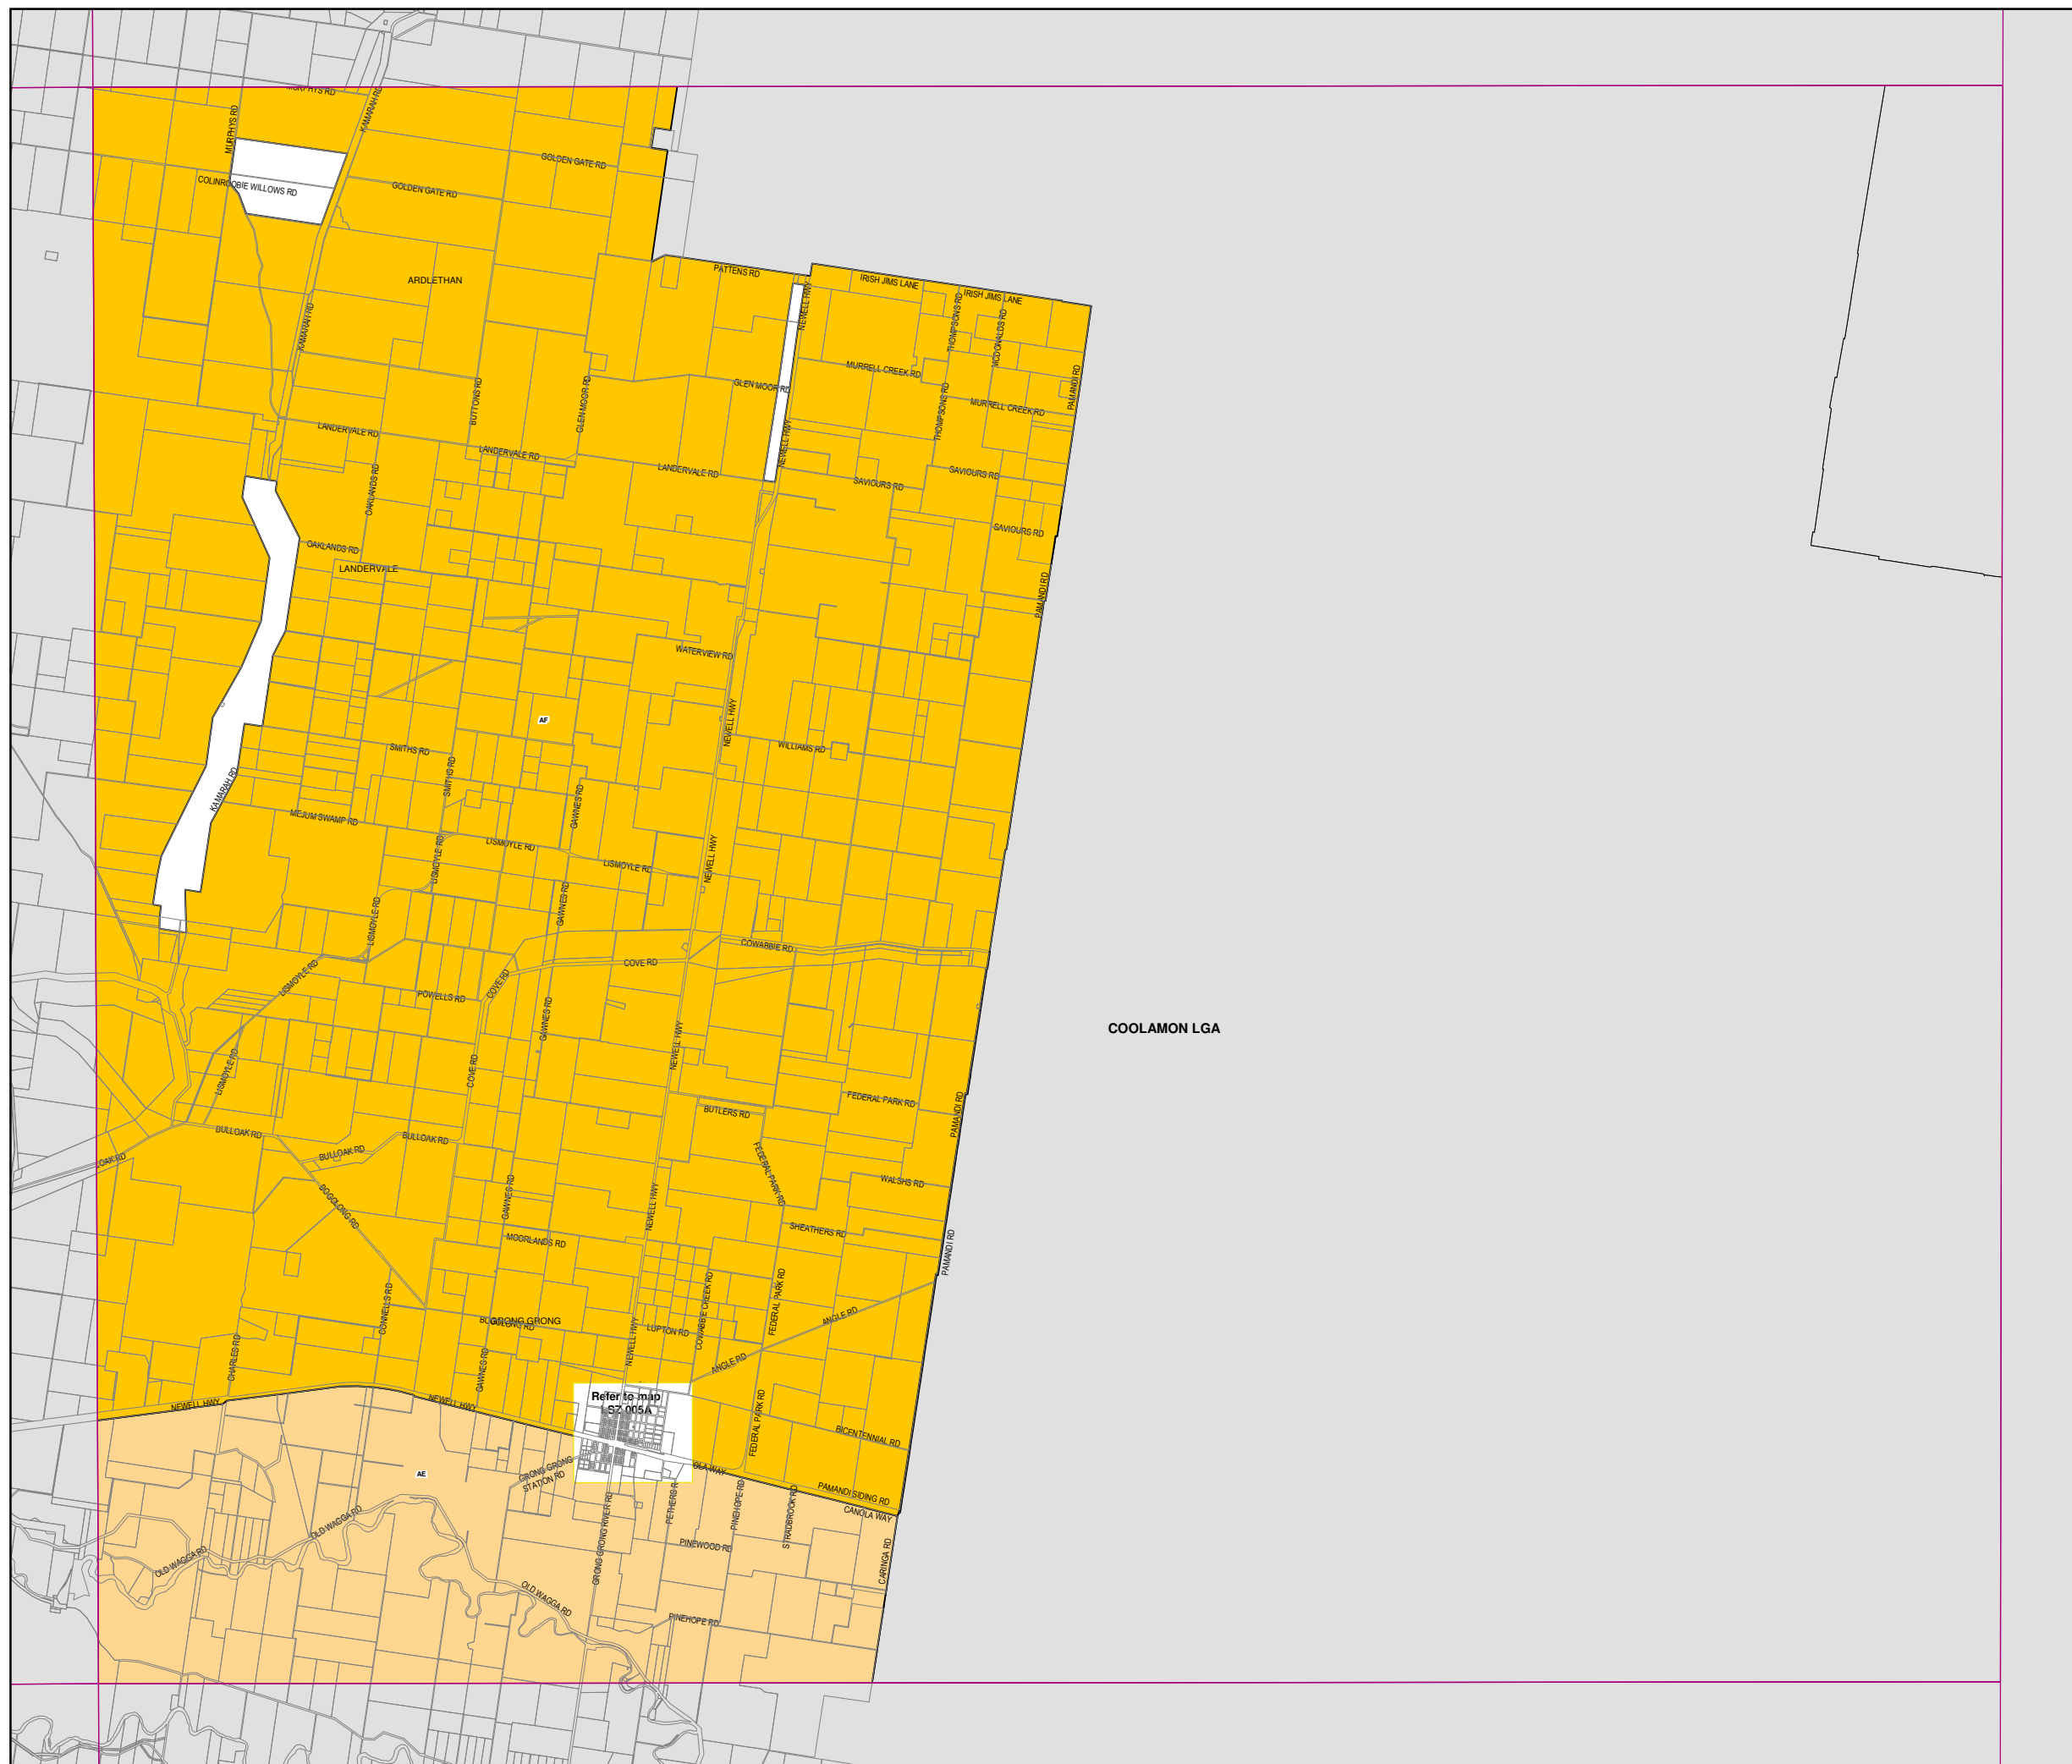 MURPHYS RD
KAMARAH RD
MURPHYS RD
GOLDEN GATE RD
COLINROOBIE WILLOWS RD
GOLDEN GATE RD
ARDLETHAN
PATTENS RD
IRISH JIMS LANE
IRISH JIMS LANE
NEWELL HWY
THOMPSONS RD
MCDONALDS RD
KAMARAH RD
MURRELL CREEK RD
GLEN MOOR RD
PAMANDI RD
BUTTONS RD
GLEN MOOR RD
THOMPSONS RD
MURRELL CREEK RD
LANDERVALE RD
LANDERVALE RD
NEWELL HWY
LANDERVALE RD
SAVIOURS RD
SAVIOURS RD
OAKLANDS RD
SAVIOURS RD
OAKLANDS RD
LANDERVALE
PAMANDI RD
WATERVIEW RD
AF
NEWELL HWY
WILLIAMS RD
SMITHS RD
SMITHS RD
KAMARAH RD
GAWNES RD
MEJUM SWAMP RD
LISMOYLE RD
LISMOYLE RD
LISMOYLE RD
NEWELL HWY
GAWNES RD
LISMOYLE RD
COWABBIE RD
COVE RD
LISMOYLE RD
COVE RD
POWELLS RD
GAWNES RD
COOLAMON LGA
NEWELL HWY
LISMOYLE RD
COVE RD
FEDERAL PARK RD
BUTLERS RD
PAMANDI RD
BULLOAK RD
BULLOAK RD
BULLOAK RD
OAK RD
FEDERAL PARK RD
WALSHS RD
BOGOLONG RD
GAWNES RD
NEWELL HWY
SHEATHERS RD
MOORLANDS RD
PAMANDI RD
CONNELLS RD
COWABBIE CREEK RD
FEDERAL PARK RD
ANGLE RD
BOGOLONG RD
GRONG GRONG
LUPTON RD
NEWELL HWY
CHARLES RD
GAWNES RD
ANGLE RD
NEWELL HWY
NEWELL HWY
Refer to map
LSZ_005A
FEDERAL PARK RD
BICENTENNIAL RD
AE
GRONG GRONG
STATION RD
OLA WAY
PAMANDI SIDING RD
CANOLA WAY
PETHERS R
PINEHOPE RD
STRADBROCK RD
GRONG GRONG RIVER RD
OLD WAGGA RD
OLD WAGGA RD
PINEWOOD RD
CARINGA RD
OLD WAGGA RD
PINEHOPE RD